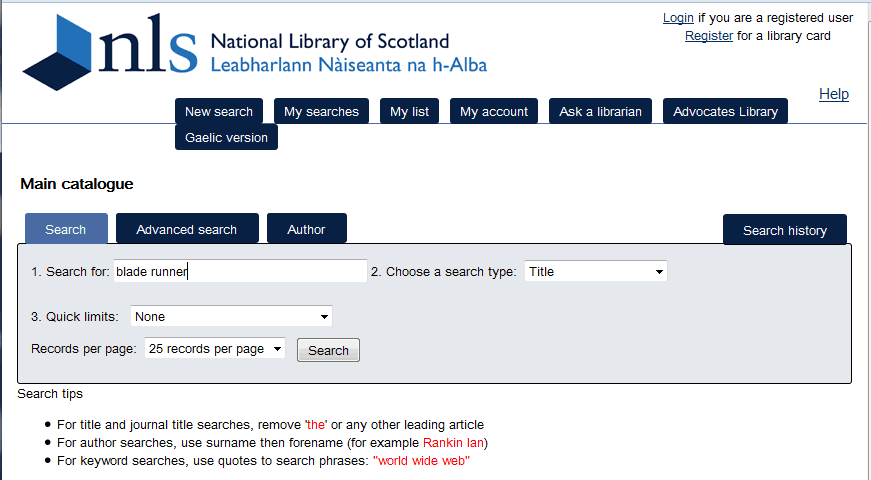 Login if you are a registered user
Register for a library card
nls National Library of Scotland
Leabharlann Nàiseanta na h-Alba
Help
New search My searches My list My account Ask a librarian Advocates Library
Gaelic version
Main catalogue
Search Advanced search Author Search history
1. Search for: blade runner 2. Choose a search type: Title
3. Quick limits: None
Records per page: 25 records per page Search
Search tips
For title and journal title searches, remove 'the' or any other leading article
For author searches, use surname then forename (for example Rankin Ian)
For keyword searches, use quotes to search phrases: "world wide web"